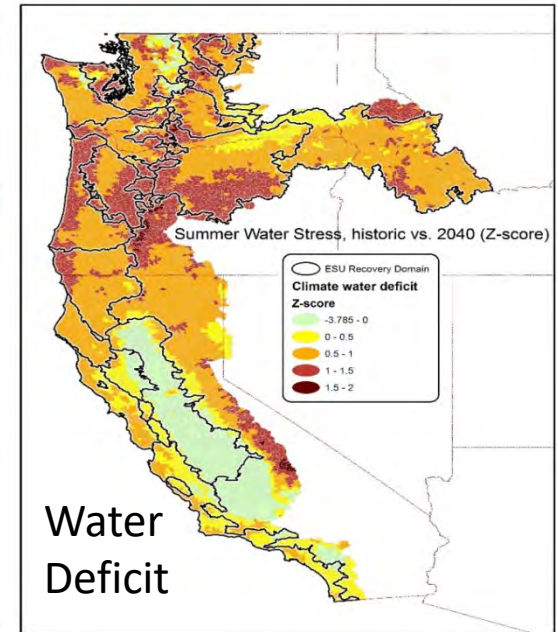 Summer Water Stress, historic vs. 2040 (Z-score)
ESU Recovery Domain
Climate water deficit
Z-score
-3.785 - 0
0 - 0.5
0.5 - 1
1 - 1.5
1.5 - 2
Water
Deficit